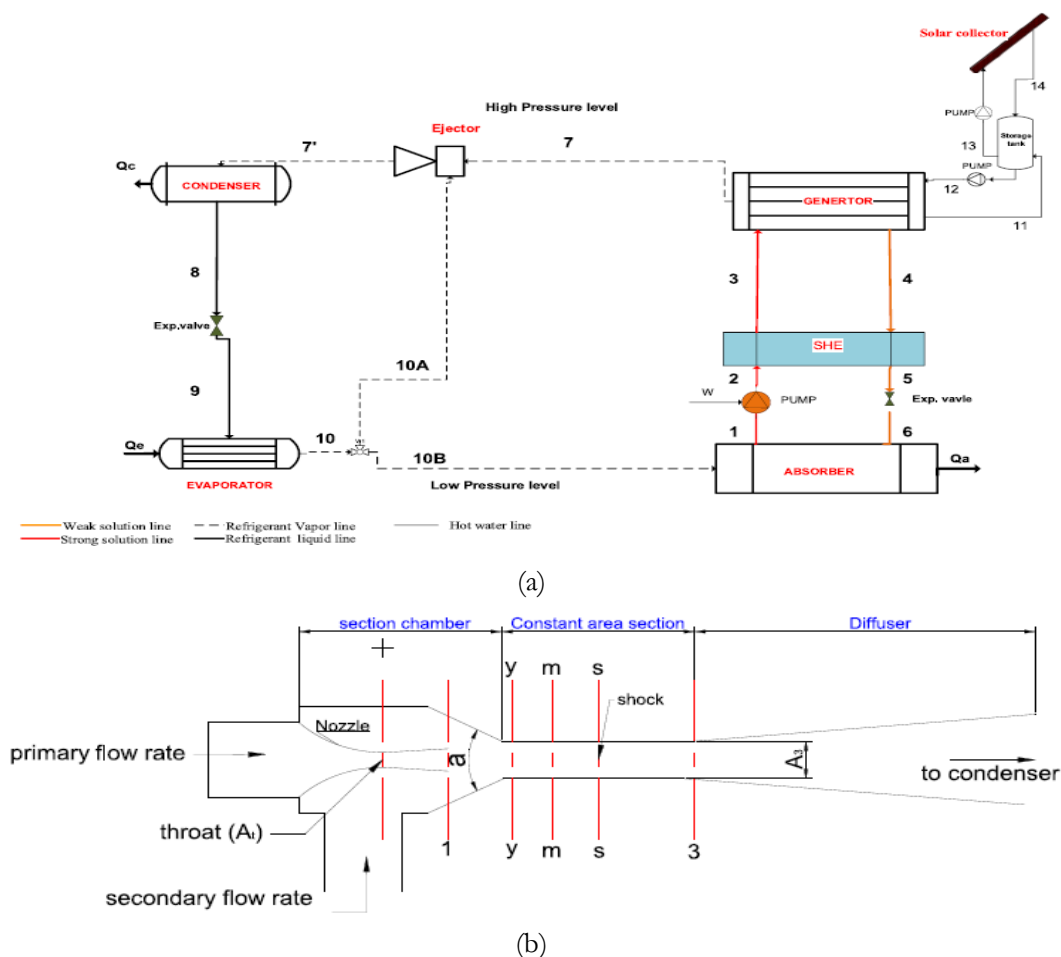 Solar collector
14
High Pressure level
PUMP
Ejector
7'
7
13
Storage
tank
Qc
PUMP
CONDENSER
12
GENERTOR
11
8
3
4
Exp,valve
SHE
10A
9
2
5
W
PUMP
Exp. vavle
Qe
10
1
6
10B
Qa
ABSORBER
EVAPORATOR
Low Pressure level
Weak solution line
Refrigerant Vapor line
Hot water line
Strong solution line
Refrigerant liquid line
(a)
section chamber
Constant area section
Diffuser
y
m
s
shock
Nozzle
primary flow rate
a
A3
to condenser
throat (At)
1
y
m
s
3
secondary flow rate
(b)